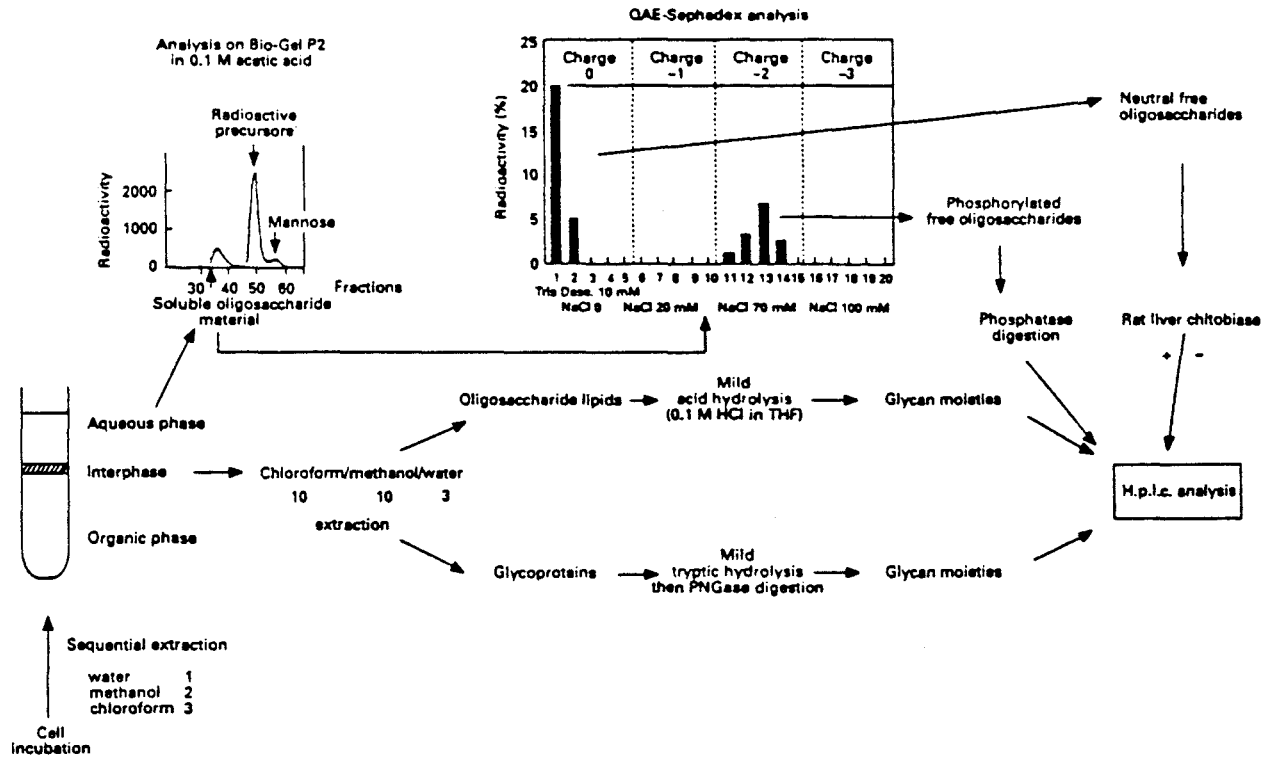 QAE-Sephadex analysis
Analysis on Bio-Gel P2
in 0.1 M acetic acid
25
20
15
10
5
0
Radioactivity (%)
Charge
0
Charge
-1
Charge
-2
Charge
-3
1 2 3 4 5 6 7 8 9 10 11 12 13 14 15 16 17 18 19 20
10 mM
NaCl 0
NaCl 20 mM
NaCl 70 mM
NaCl 100 mM
Neutral free
oligosaccharides
Phosphorylated
free oligosaccharides
Radioactive
precursors
Mannose
Radioactivity
2000
1000
0
30 40 50 60
Fractions
Soluble oligosaccharide
material
Phosphatase
digestion
Rat liver chitobiase
+ -
Aqueous phase
Interphase
Organic phase
Oligosaccharide lipids
Mild
acid hydrolysis
(0.1 M HCl in THF)
Glycan moieties
Chloroform/methanol/water
10 10 3
extraction
H.p.l.c. analysis
Glycoproteins
Mild
tryptic hydrolysis
then PNGase digestion
Glycan moieties
Sequential extraction
water 1
methanol 2
chloroform 3
Cell
incubation